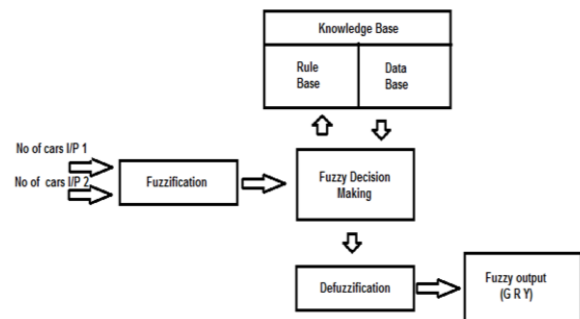 Knowledge Base
Rule
Base
Data
Base
No of cars I/P 1
No of cars I/P 2
Fuzzification
Fuzzy Decision
Making
Defuzzification
Fuzzy output
(G R Y)